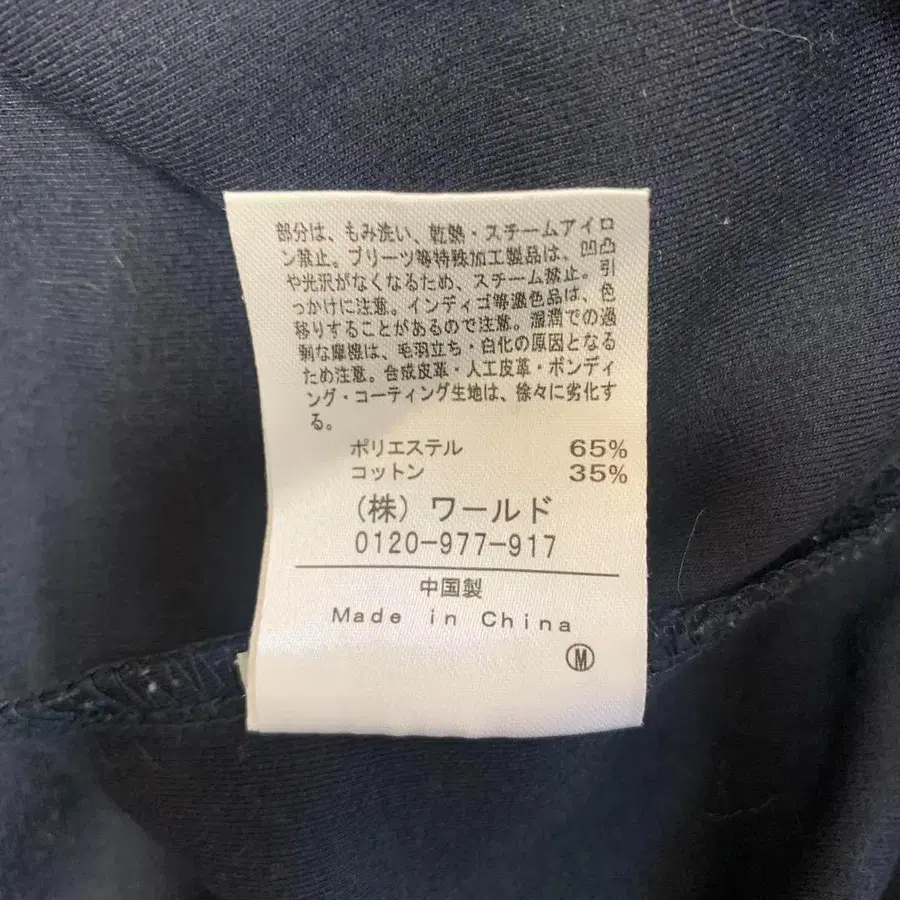 部分は、もみ洗い、乾熱・スチームアイロ
ン禁止。プリーツ等特殊加工製品は、凹凸
や光沢がなくなるため、スチーム禁止。引
っかけに注意。インディゴ等濃色品は、色
移りすることがあるので注意。湿潤での過
剰な摩擦は、毛羽立ち・白化の原因となる
ため注意。合成皮革・人工皮革・ボンディ
ング・コーティング生地は、徐々に劣化す
る。
ポリエステル 65%
コットン 35%
(株) ワールド
0120-977-917
中国製
Made in China
Ⓜ